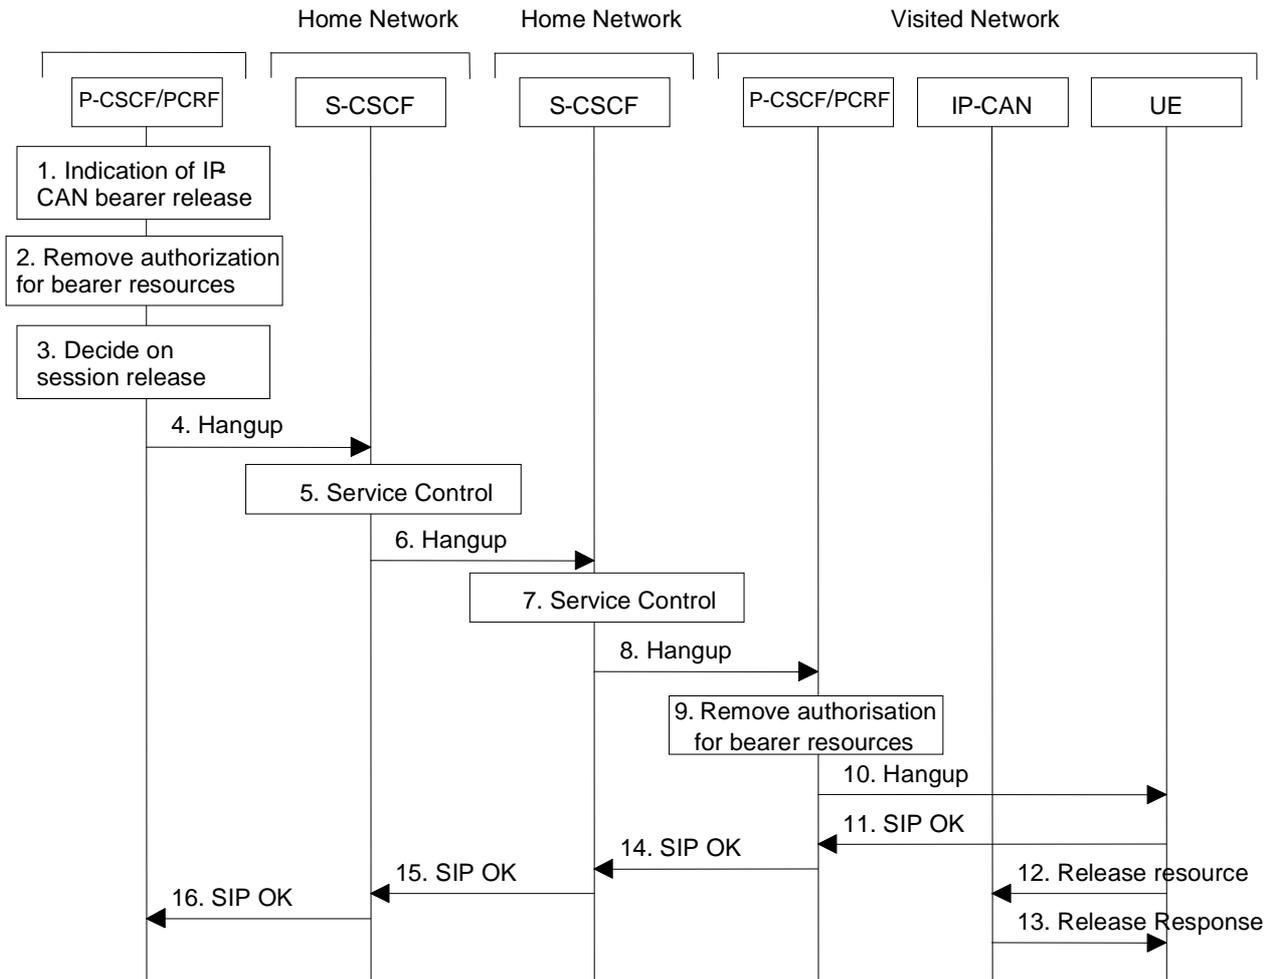 Home Network
Home Network
Visited Network
P-CSCF/PCRF
S-CSCF
S-CSCF
P-CSCF/PCRF
IP-CAN
UE
1. Indication of IP-
CAN bearer release
2. Remove authorization
for bearer resources
3. Decide on
session release
4. Hangup
5. Service Control
6. Hangup
7. Service Control
8. Hangup
9. Remove authorisation
for bearer resources
10. Hangup
11. SIP OK
14. SIP OK
12. Release resource
15. SIP OK
16. SIP OK
13. Release Response